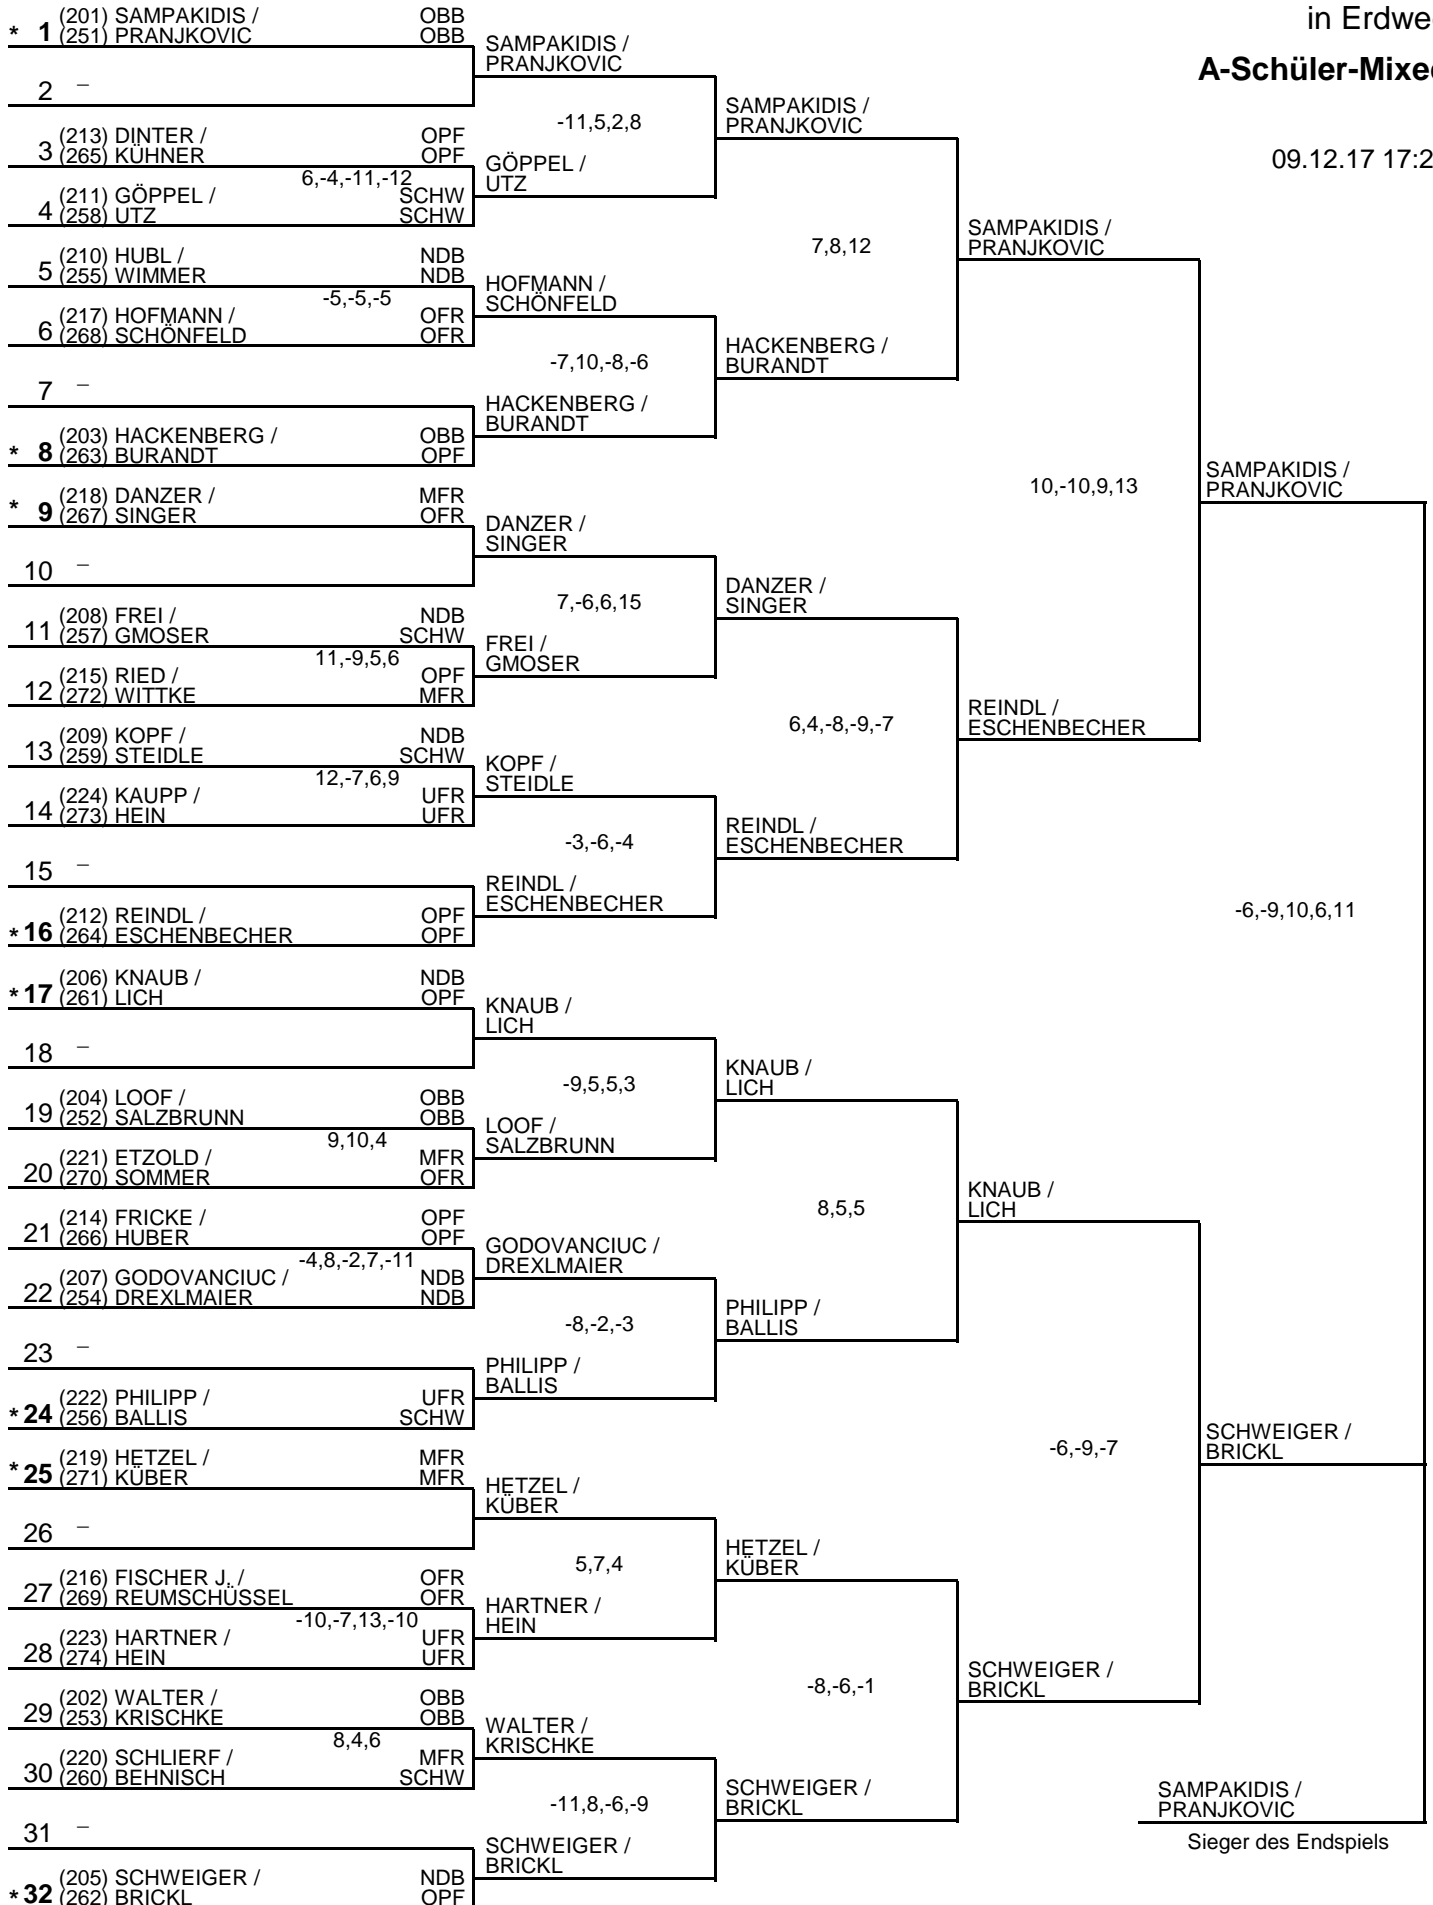 in Erdwe
A-Schüler-Mixe
09.12.17 17:2
(201) SAMPAKIDIS / OBB
* 1 (251) PRANJKOVIC OBB
2 –
(213) DINTER / OPF
3 (265) KÜHNER OPF
6,-4,-11,-12
(211) GÖPPEL / SCHW
4 (258) UTZ SCHW
(210) HUBL / NDB
5 (255) WIMMER NDB
-5,-5,-5
(217) HOFMANN / OFR
6 (268) SCHÖNFELD OFR
7 –
(203) HACKENBERG / OBB
* 8 (263) BURANDT OPF
(218) DANZER / MFR
* 9 (267) SINGER OFR
10 –
(208) FREI / NDB
11 (257) GMOSER SCHW
11,-9,5,6
(215) RIED / OPF
12 (272) WITTKE MFR
(209) KOPF / NDB
13 (259) STEIDLE SCHW
12,-7,6,9
(224) KAUPP / UFR
14 (273) HEIN UFR
15 –
(212) REINDL / OPF
* 16 (264) ESCHENBECHER OPF
(206) KNAUB / NDB
* 17 (261) LICH OPF
18 –
(204) LOOF / OBB
19 (252) SALZBRUNN OBB
9,10,4
(221) ETZOLD / MFR
20 (270) SOMMER OFR
(214) FRICKE / OPF
21 (266) HUBER OPF
-4,8,-2,7,-11
(207) GODOVANCIUC / NDB
22 (254) DREXLMAIER NDB
23 –
(222) PHILIPP / UFR
* 24 (256) BALLIS SCHW
(219) HETZEL / MFR
* 25 (271) KÜBER MFR
26 –
(216) FISCHER J. / OFR
27 (269) REUMSCHÜSSEL OFR
-10,-7,13,-10
(223) HARTNER / UFR
28 (274) HEIN UFR
(202) WALTER / OBB
29 (253) KRISCHKE OBB
8,4,6
(220) SCHLIERF / MFR
30 (260) BEHNISCH SCHW
31 –
(205) SCHWEIGER / NDB
* 32 (262) BRICKL OPF
SAMPAKIDIS /
PRANJKOVIC
-11,5,2,8
GÖPPEL /
UTZ
HOFMANN /
SCHÖNFELD
-7,10,-8,-6
HACKENBERG /
BURANDT
DANZER /
SINGER
7,-6,6,15
FREI /
GMOSER
KOPF /
STEIDLE
-3,-6,-4
REINDL /
ESCHENBECHER
KNAUB /
LICH
-9,5,5,3
LOOF /
SALZBRUNN
GODOVANCIUC /
DREXLMAIER
-8,-2,-3
PHILIPP /
BALLIS
HETZEL /
KÜBER
5,7,4
HARTNER /
HEIN
WALTER /
KRISCHKE
-11,8,-6,-9
SCHWEIGER /
BRICKL
SAMPAKIDIS /
PRANJKOVIC
7,8,12
HACKENBERG /
BURANDT
DANZER /
SINGER
6,4,-8,-9,-7
REINDL /
ESCHENBECHER
KNAUB /
LICH
8,5,5
PHILIPP /
BALLIS
HETZEL /
KÜBER
-8,-6,-1
SCHWEIGER /
BRICKL
SAMPAKIDIS /
PRANJKOVIC
10,-10,9,13
REINDL /
ESCHENBECHER
KNAUB /
LICH
-6,-9,-7
SCHWEIGER /
BRICKL
SAMPAKIDIS /
PRANJKOVIC
-6,-9,10,6,11
SCHWEIGER /
BRICKL
SAMPAKIDIS /
PRANJKOVIC
Sieger des Endspiels